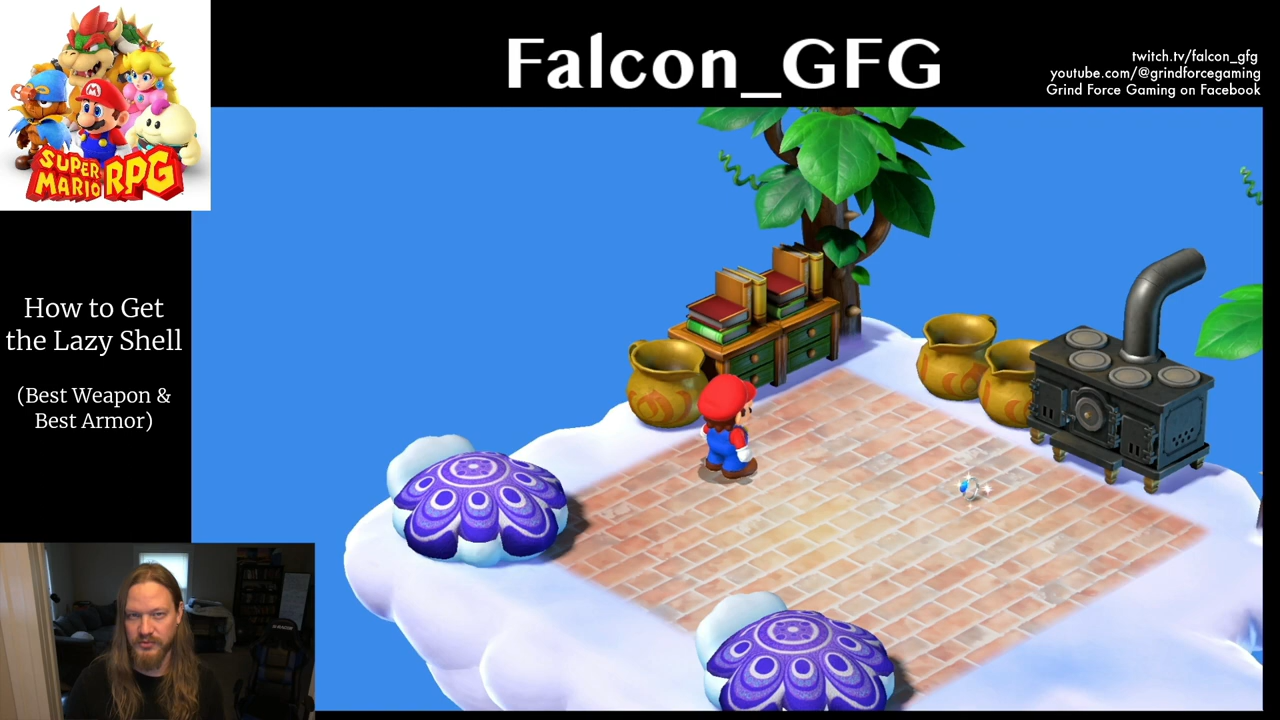 Falcon_GFG
twitch.tv/falcon_gfg
youtube.com/@grindforcegaming
Grind Force Gaming on Facebook
SUPER
MARIO RPG
How to Get
the Lazy Shell
(Best Weapon &
Best Armor)